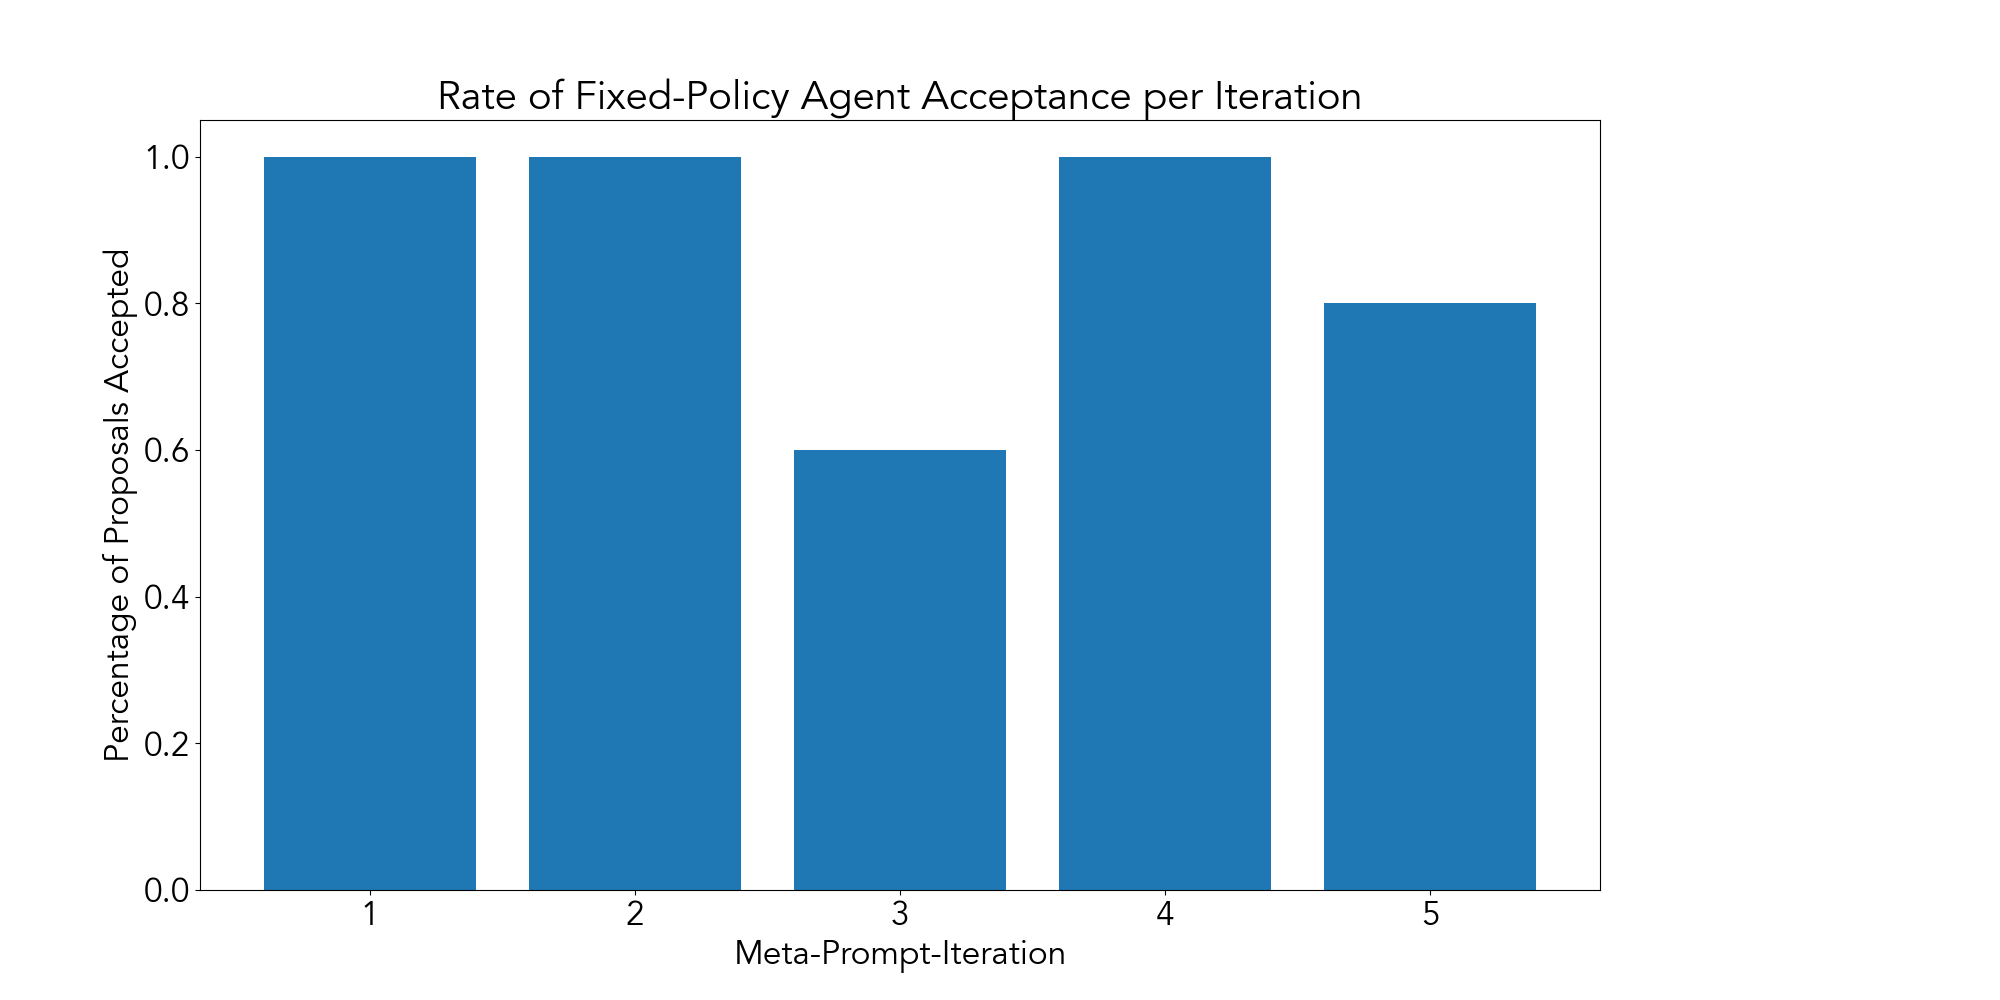 Rate of Fixed-Policy Agent Acceptance per Iteration
Percentage of Proposals Accepted
1.0
0.8
0.6
0.4
0.2
0.0
1 2 3 4 5
Meta-Prompt-Iteration